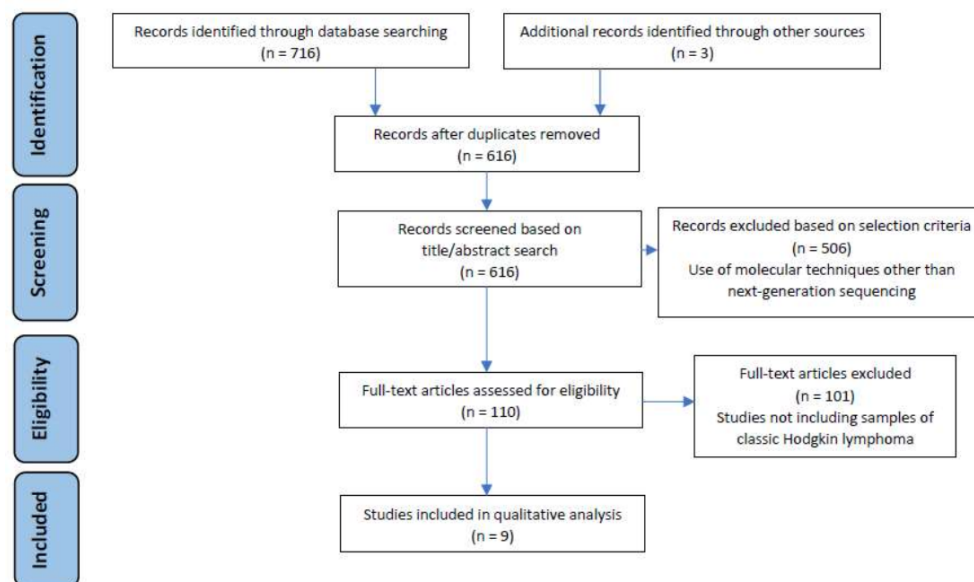 Identification
Records identified through database searching
(n = 716)
Additional records identified through other sources
(n = 3)
Records after duplicates removed
(n = 616)
Screening
Records screened based on
title/abstract search
(n = 616)
Records excluded based on selection criteria
(n = 506)
Use of molecular techniques other than
next-generation sequencing
Eligibility
Full-text articles assessed for eligibility
(n = 110)
Full-text articles excluded
(n = 101)
Studies not including samples of
classic Hodgkin lymphoma
Included
Studies included in qualitative analysis
(n = 9)